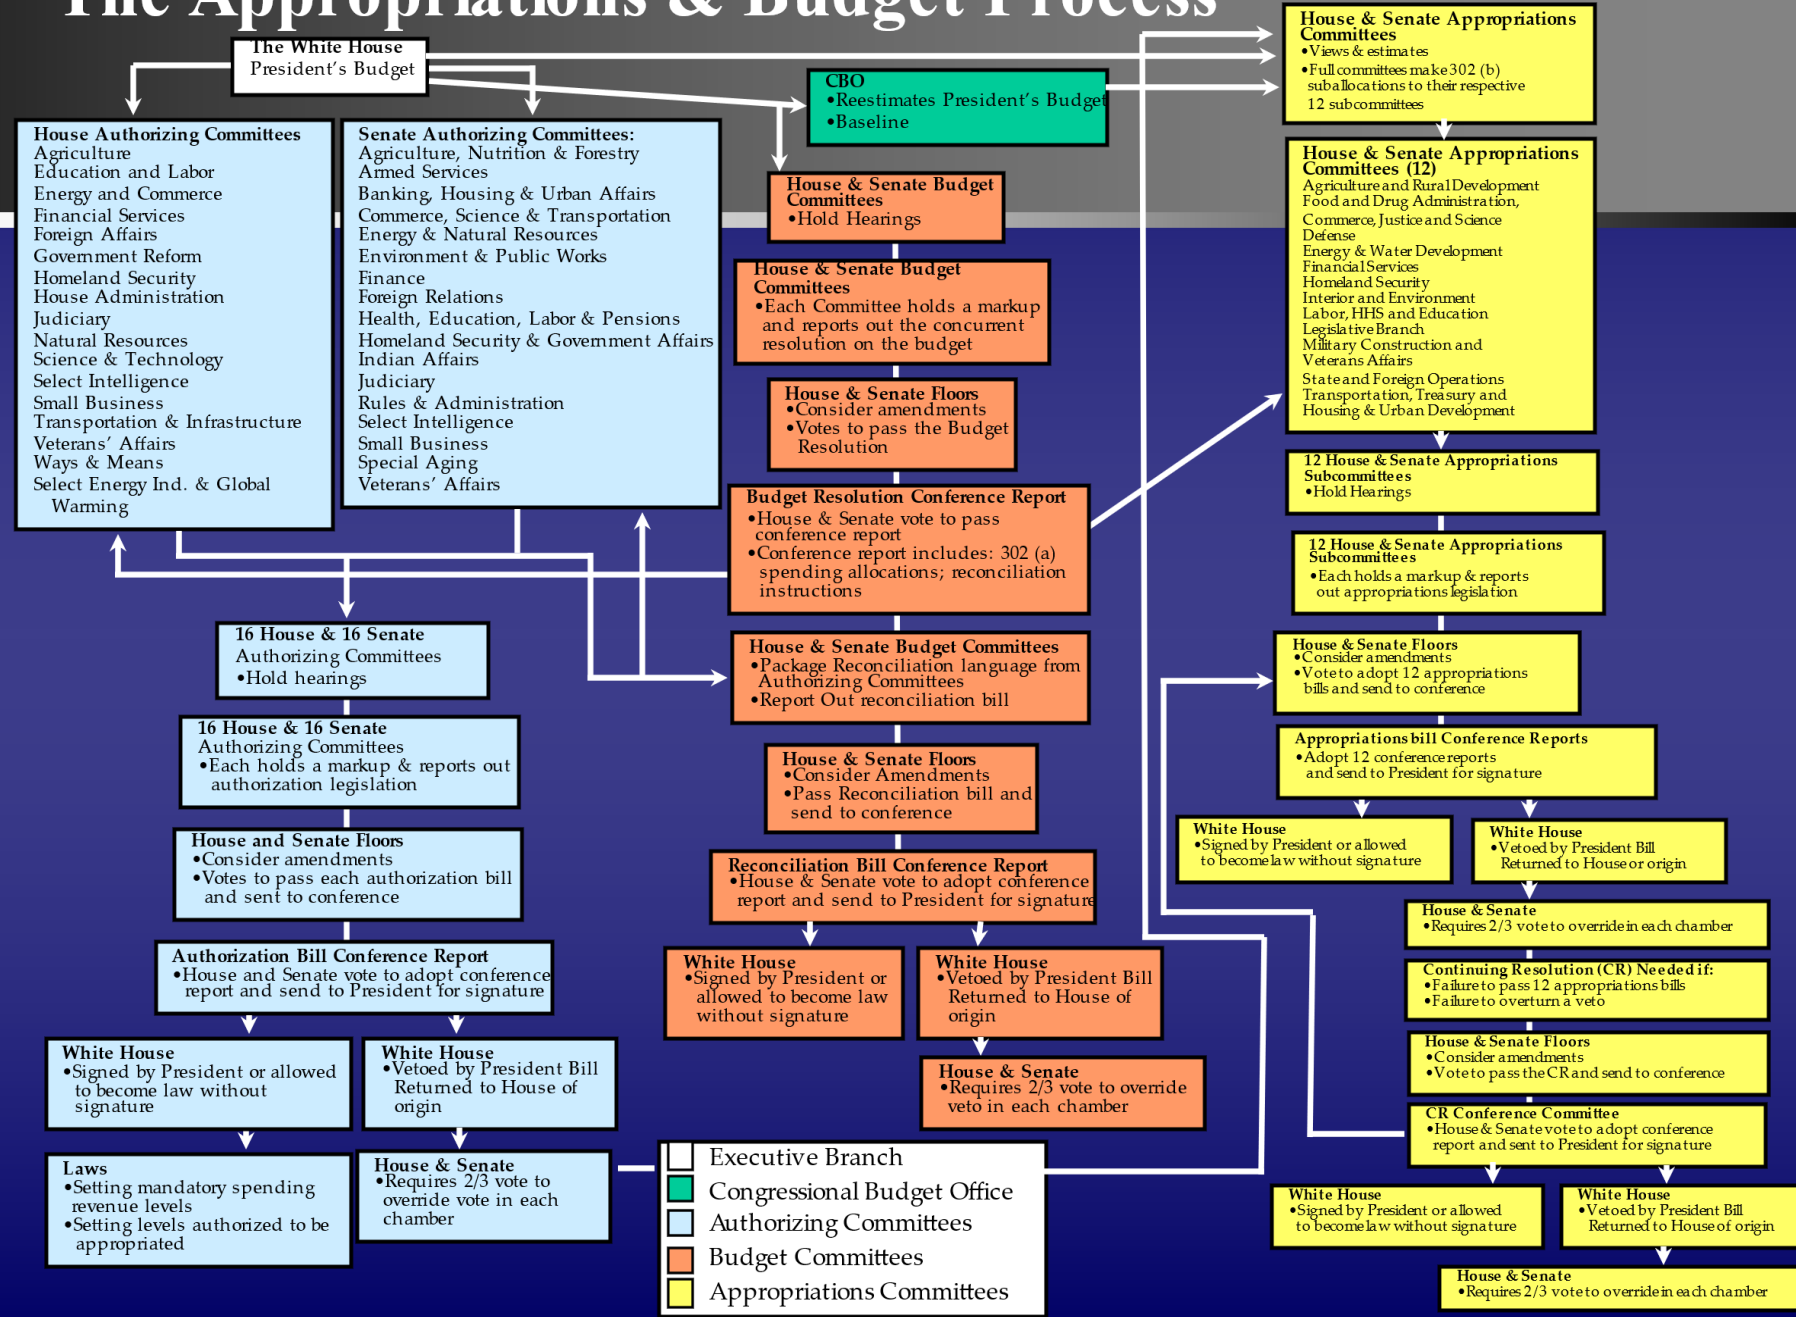 The Appropriations & Budget Process
The White House
President's Budget
House Authorizing Committees
Agriculture
Education and Labor
Energy and Commerce
Financial Services
Foreign Affairs
Government Reform
Homeland Security
House Administration
Judiciary
Natural Resources
Science & Technology
Select Intelligence
Small Business
Transportation & Infrastructure
Veterans' Affairs
Ways & Means
Select Energy Ind. & Global
Warming
Senate Authorizing Committees:
Agriculture, Nutrition & Forestry
Armed Services
Banking, Housing & Urban Affairs
Commerce, Science & Transportation
Energy & Natural Resources
Environment & Public Works
Finance
Foreign Relations
Health, Education, Labor & Pensions
Homeland Security & Government Affairs
Indian Affairs
Judiciary
Rules & Administration
Select Intelligence
Small Business
Special Aging
Veterans' Affairs
16 House & 16 Senate
Authorizing Committees
•Hold hearings
16 House & 16 Senate
Authorizing Committees
•Each holds a markup & reports out
authorization legislation
House and Senate Floors
•Consider amendments
•Votes to pass each authorization bill
and sent to conference
Authorization Bill Conference Report
•House and Senate vote to adopt conference
report and send to President for signature
White House
•Signed by President or allowed
to become law without
signature
White House
•Vetoed by President Bill
Returned to House of
origin
Laws
•Setting mandatory spending
revenue levels
•Setting levels authorized to be
appropriated
House & Senate
•Requires 2/3 vote to
override vote in each
chamber
CBO
•Reestimates President's Budget
•Baseline
House & Senate Budget
Committees
•Hold Hearings
House & Senate Budget
Committees
•Each Committee holds a markup
and reports out the concurrent
resolution on the budget
House & Senate Floors
•Consider amendments
•Votes to pass the Budget
Resolution
Budget Resolution Conference Report
•House & Senate vote to pass
conference report
•Conference report includes: 302 (a)
spending allocations; reconciliation
instructions
House & Senate Budget Committees
•Package Reconciliation language from
Authorizing Committees
•Report Out reconciliation bill
House & Senate Floors
•Consider Amendments
•Pass Reconciliation bill and
send to conference
Reconciliation Bill Conference Report
•House & Senate vote to adopt conference
report and send to President for signature
White House
•Signed by President or
allowed to become law
without signature
White House
•Vetoed by President Bill
Returned to House of
origin
House & Senate
•Requires 2/3 vote to override
veto in each chamber
Executive Branch
Congressional Budget Office
Authorizing Committees
Budget Committees
Appropriations Committees
House & Senate Appropriations
Committees
•Views & estimates
•Full committees make 302 (b)
suballocations to their respective
12 subcommittees
House & Senate Appropriations
Committees (12)
Agriculture and Rural Development
Food and Drug Administration,
Commerce, Justice and Science
Defense
Energy & Water Development
Financial Services
Homeland Security
Interior and Environment
Labor, HHS and Education
Legislative Branch
Military Construction and
Veterans Affairs
State and Foreign Operations
Transportation, Treasury and
Housing & Urban Development
12 House & Senate Appropriations
Subcommittees
•Hold Hearings
12 House & Senate Appropriations
Subcommittees
•Each holds a markup & reports
out appropriations legislation
House & Senate Floors
•Consider amendments
•Vote to adopt 12 appropriations
bills and send to conference
Appropriations bill Conference Reports
•Adopt 12 conference reports
and send to President for signature
White House
•Signed by President or allowed
to become law without signature
White House
•Vetoed by President Bill
Returned to House or origin
House & Senate
•Requires 2/3 vote to override in each chamber
Continuing Resolution (CR) Needed if:
•Failure to pass 12 appropriations bills
•Failure to overturn a veto
House & Senate Floors
•Consider amendments
•Vote to pass the CR and send to conference
CR Conference Committee
•House & Senate vote to adopt conference
report and sent to President for signature
White House
•Signed by President or allowed
to become law without signature
White House
•Vetoed by President Bill
Returned to House of origin
House & Senate
•Requires 2/3 vote to override in each chamber